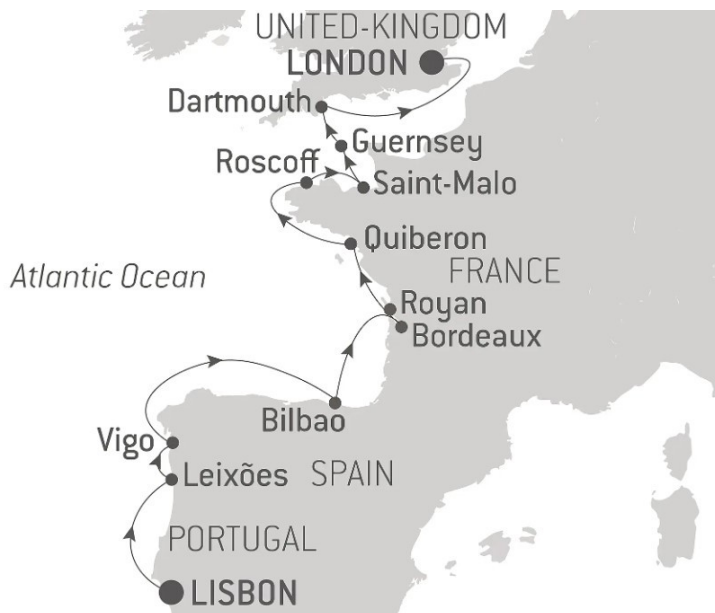 UNITED-KINGDOM
LONDON
Dartmouth
Guernsey
Roscoff
Saint-Malo
Quiberon
Atlantic Ocean
FRANCE
Royan
Bordeaux
Bilbao
Vigo
Leixões
SPAIN
PORTUGAL
LISBON